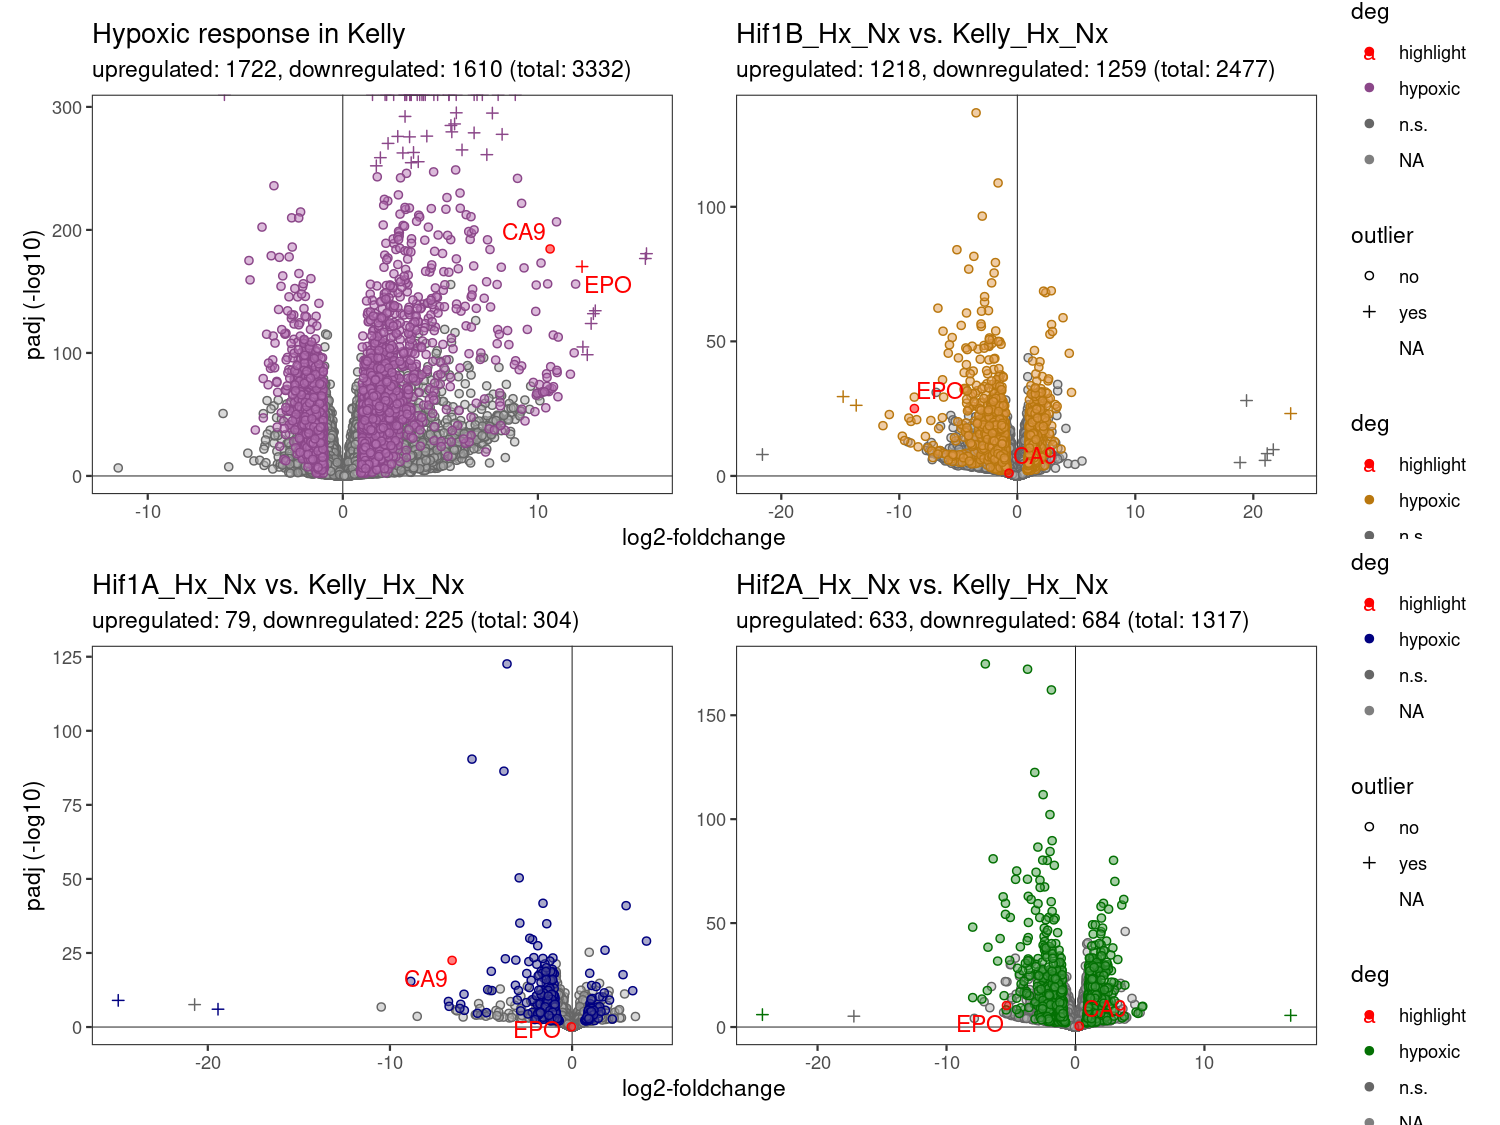 Hypoxic response in Kelly
upregulated: 1722, downregulated: 1610 (total: 3332)
padj (-log10)
300
200
100
0
-10
0
10
CA9
EPO
Hif1B_Hx_Nx vs. Kelly_Hx_Nx
upregulated: 1218, downregulated: 1259 (total: 2477)
100
50
0
-20
-10
0
10
20
EPO
CA9
log2-foldchange
deg
highlight
hypoxic
n.s.
NA
outlier
no
yes
NA
deg
highlight
hypoxic
n.s.
Hif1A_Hx_Nx vs. Kelly_Hx_Nx
upregulated: 79, downregulated: 225 (total: 304)
padj (-log10)
125
100
75
50
25
0
-20
-10
0
CA9
EPO
Hif2A_Hx_Nx vs. Kelly_Hx_Nx
upregulated: 633, downregulated: 684 (total: 1317)
150
100
50
0
-20
-10
0
10
EPO
CA9
log2-foldchange
deg
highlight
hypoxic
n.s.
NA
outlier
no
yes
NA
deg
highlight
hypoxic
n.s.
NA